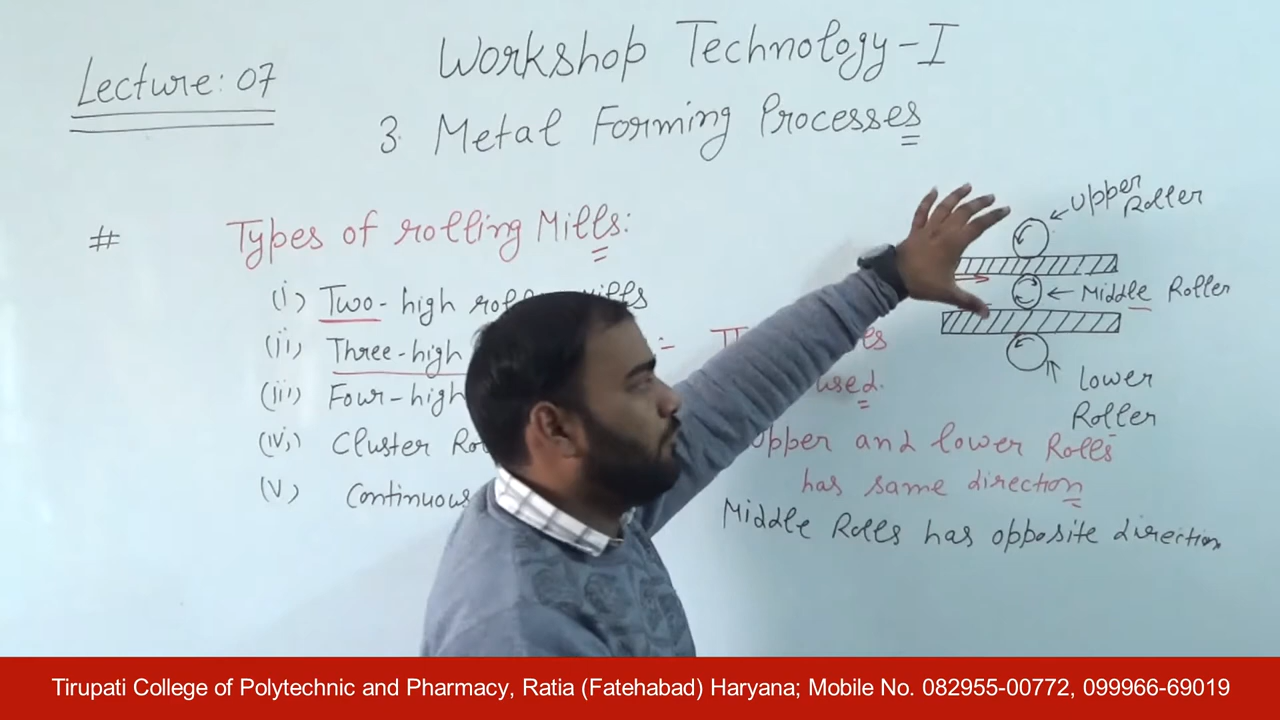 Lecture: 07
Workshop Technology-I
3. Metal Forming Processes
# Types of rolling Mills:
(i) Two-high
(ii) Three-high
(iii) Four-high
(iv) Cluster
(v) Continuous
used.
Upper and lower Rolls
has same direction
Middle Rolls has opposite direction
Upper
Roller
Middle Roller
lower
Roller
Tirupati College of Polytechnic and Pharmacy, Ratia (Fatehabad) Haryana; Mobile No. 082955-00772, 099966-69019